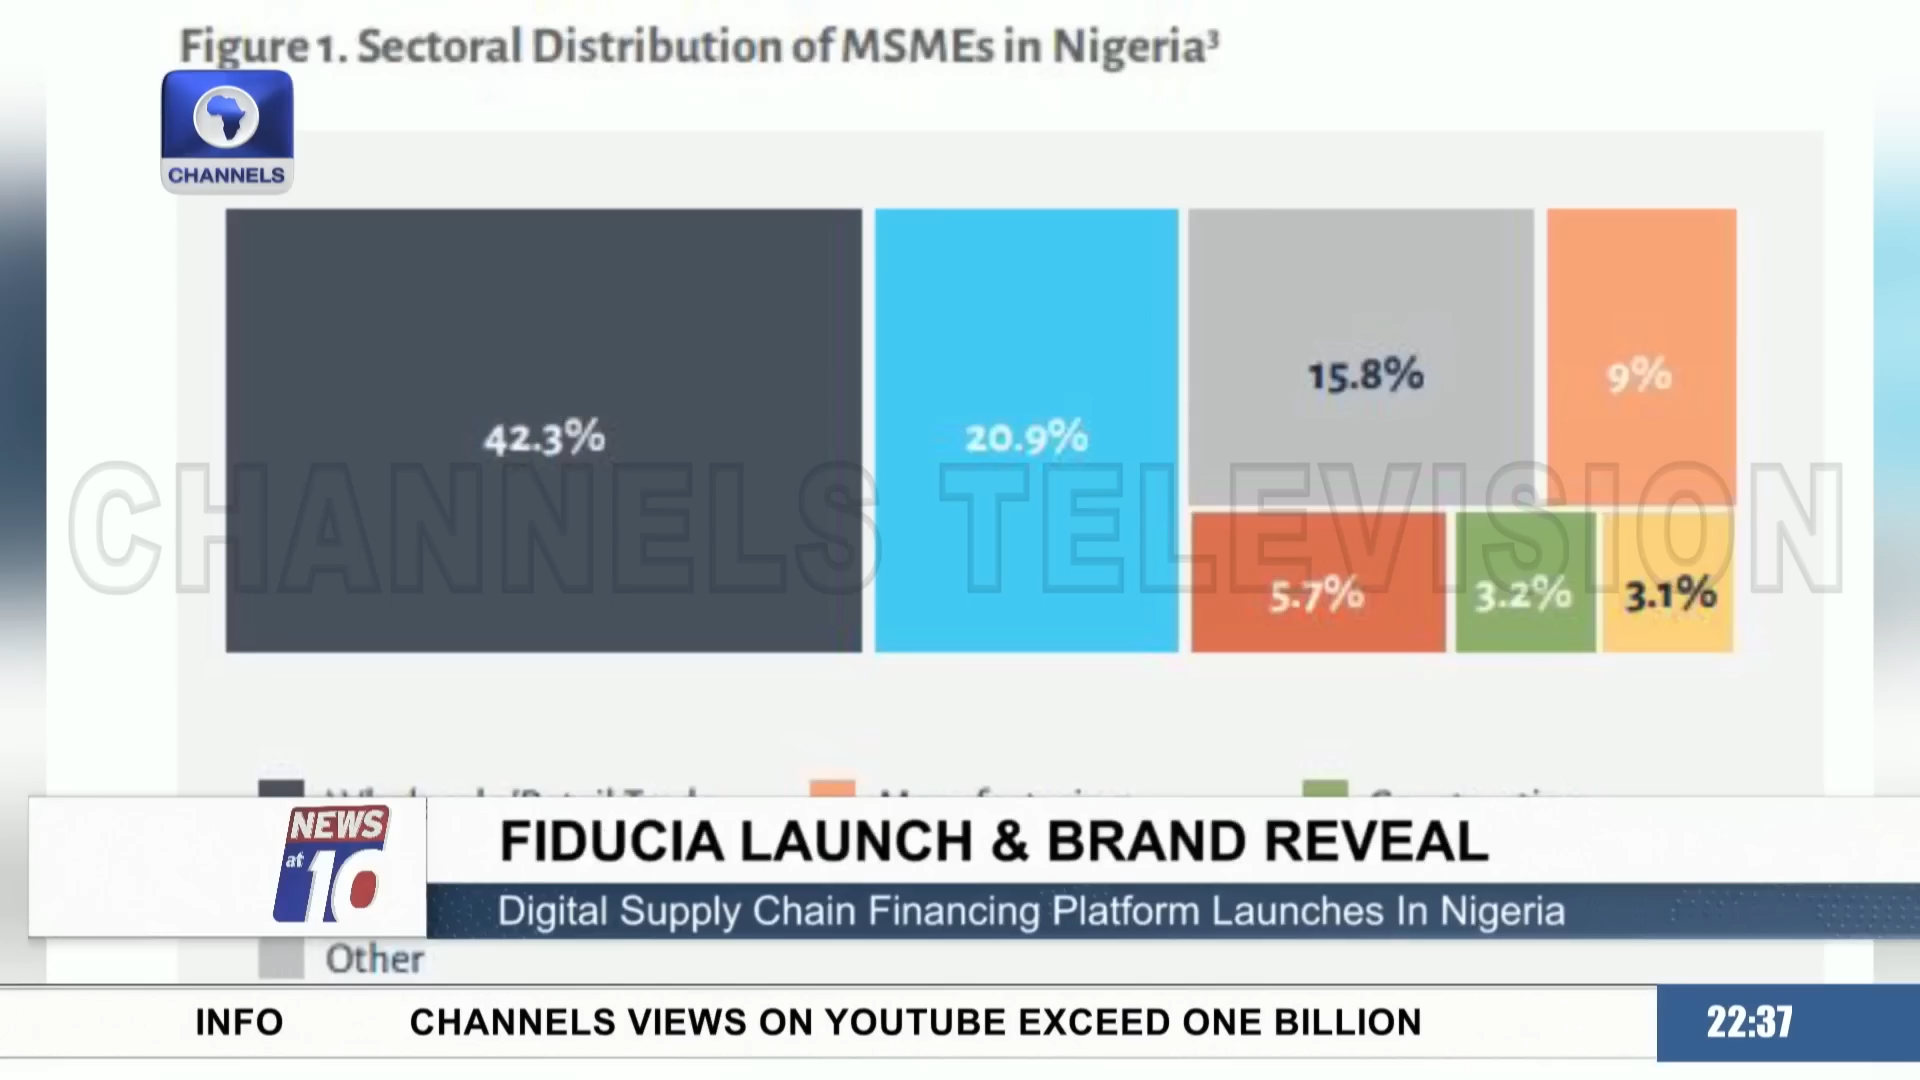 Figure 1. Sectoral Distribution of MSMEs in Nigeria³
CHANNELS
42.3%
20.9%
15.8%
9%
5.7%
3.2%
3.1%
CHANNELS TELEVISION
NEWS
at 10
FIDUCIA LAUNCH & BRAND REVEAL
Digital Supply Chain Financing Platform Launches In Nigeria
Other
INFO
CHANNELS VIEWS ON YOUTUBE EXCEED ONE BILLION
22:37